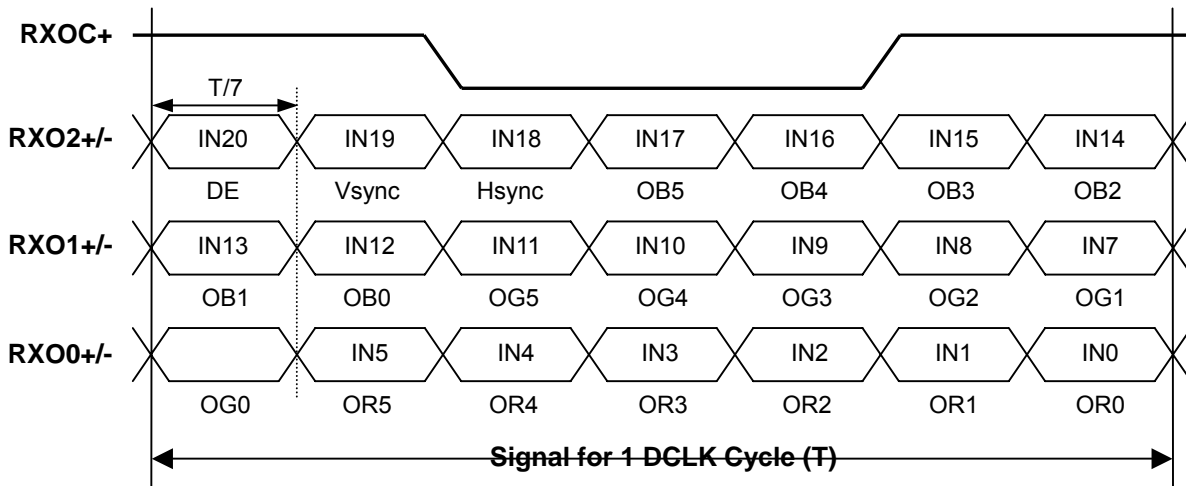 RXOC+
T/7
RXO2+/- IN20 IN19 IN18 IN17 IN16 IN15 IN14
DE Vsync Hsync OB5 OB4 OB3 OB2
RXO1+/- IN13 IN12 IN11 IN10 IN9 IN8 IN7
OB1 OB0 OG5 OG4 OG3 OG2 OG1
RXO0+/- IN5 IN4 IN3 IN2 IN1 IN0
OG0 OR5 OR4 OR3 OR2 OR1 OR0
Signal for 1 DCLK Cycle (T)